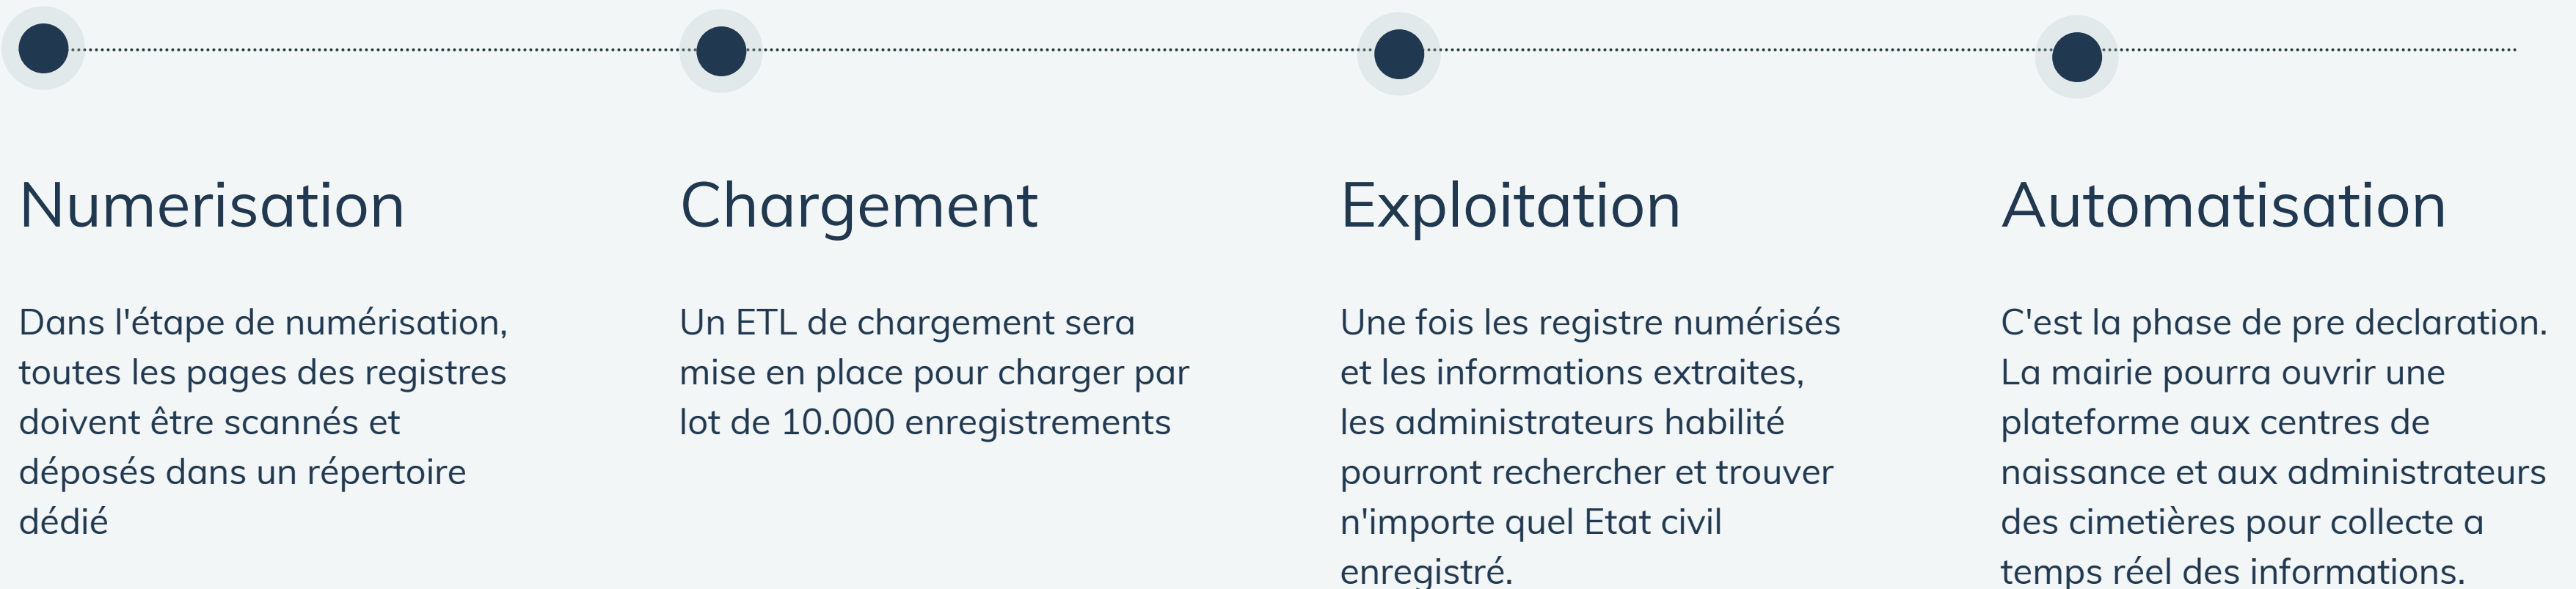 Numerisation
Dans l'étape de numérisation,
toutes les pages des registres
doivent être scannés et
déposés dans un répertoire
dédié
Chargement
Un ETL de chargement sera
mise en place pour charger par
lot de 10.000 enregistrements
Exploitation
Une fois les registre numérisés
et les informations extraites,
les administrateurs habilité
pourront rechercher et trouver
n'importe quel Etat civil
enregistré.
Automatisation
C'est la phase de pre declaration.
La mairie pourra ouvrir une
plateforme aux centres de
naissance et aux administrateurs
des cimetières pour collecte a
temps réel des informations.